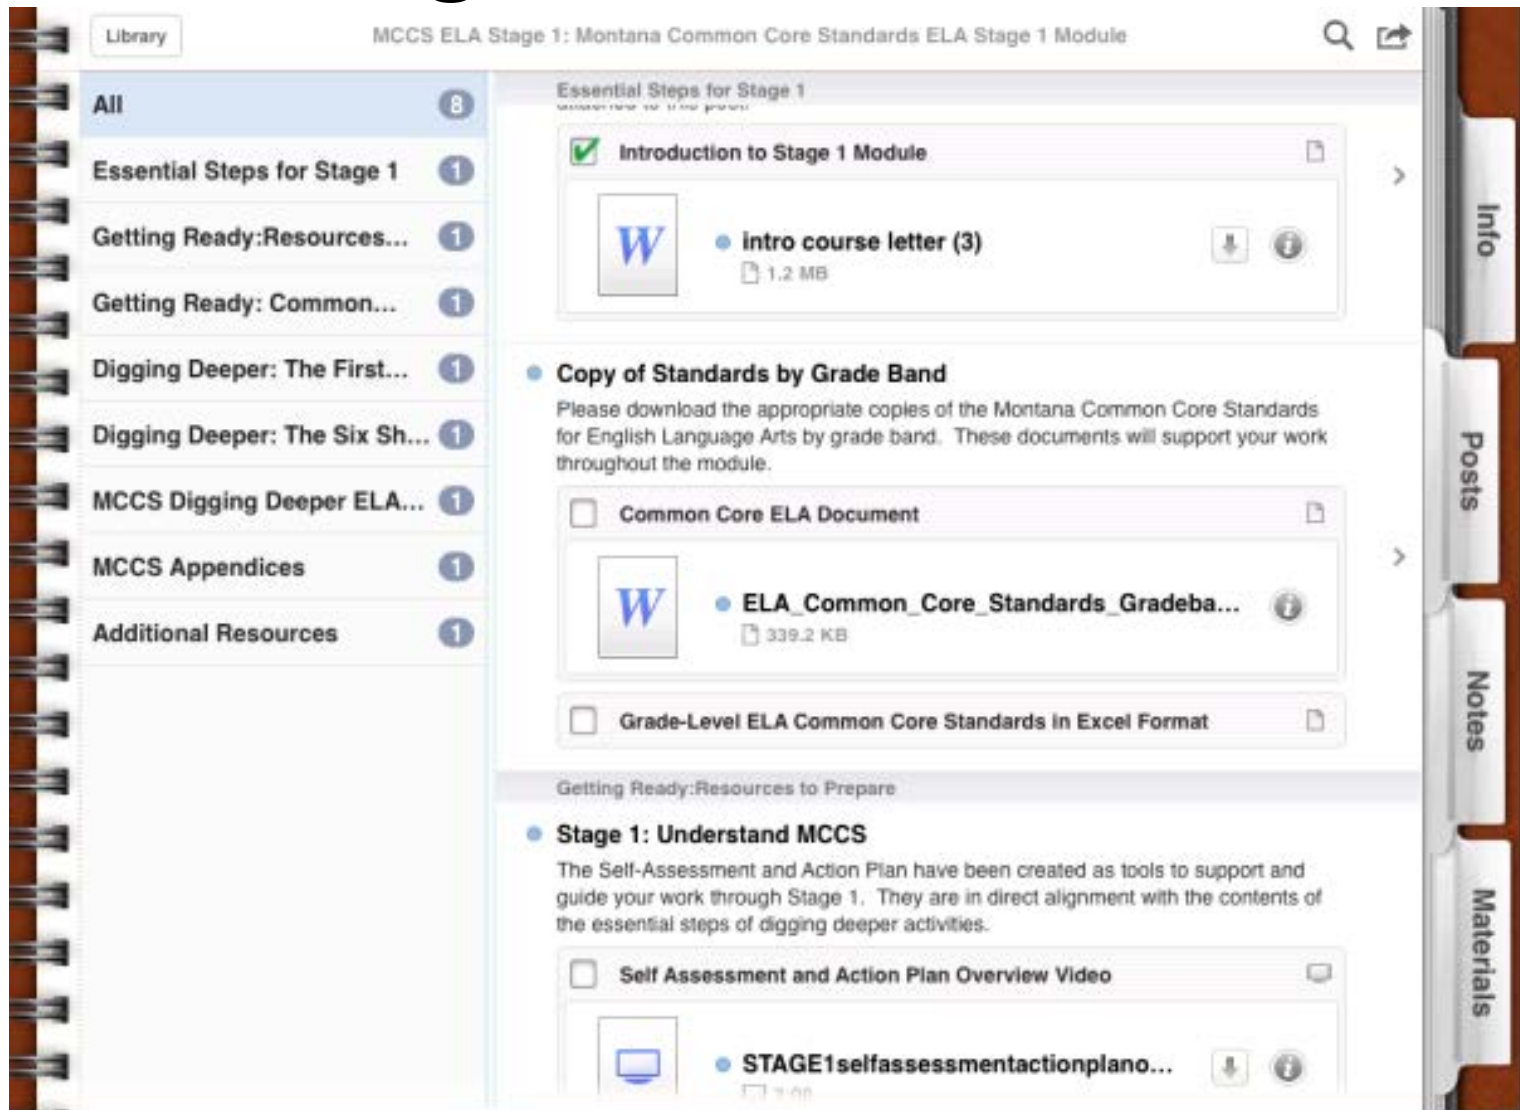 Library
MCCS ELA Stage 1: Montana Common Core Standards ELA Stage 1 Module
All 8
Essential Steps for Stage 1 1
Getting Ready:Resources... 1
Getting Ready: Common... 1
Digging Deeper: The First... 1
Digging Deeper: The Six Sh... 1
MCCS Digging Deeper ELA... 1
MCCS Appendices 1
Additional Resources 1
Essential Steps for Stage 1
attached to this post.
Introduction to Stage 1 Module
W
intro course letter (3)
1.2 MB
Copy of Standards by Grade Band
Please download the appropriate copies of the Montana Common Core Standards
for English Language Arts by grade band. These documents will support your work
throughout the module.
Common Core ELA Document
W
ELA_Common_Core_Standards_Gradeba...
339.2 KB
Grade-Level ELA Common Core Standards in Excel Format
Getting Ready:Resources to Prepare
Stage 1: Understand MCCS
The Self-Assessment and Action Plan have been created as tools to support and
guide your work through Stage 1. They are in direct alignment with the contents of
the essential steps of digging deeper activities.
Self Assessment and Action Plan Overview Video
STAGE1selfassessmentactionplano...
Info
Posts
Notes
Materials